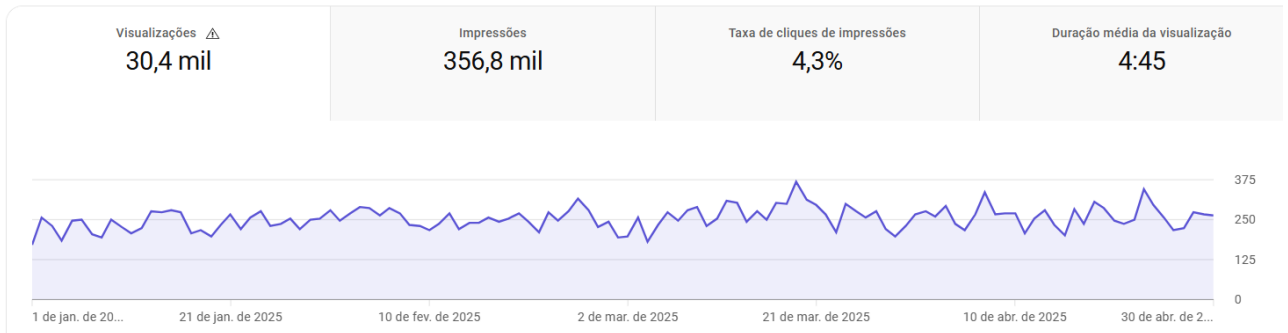 Visualizações
30,4 mil
Impressões
356,8 mil
Taxa de cliques de impressões
4,3%
Duração média da visualização
4:45
375
250
125
0
1 de jan. de 20...
21 de jan. de 2025
10 de fev. de 2025
2 de mar. de 2025
21 de mar. de 2025
10 de abr. de 2025
30 de abr. de 2...